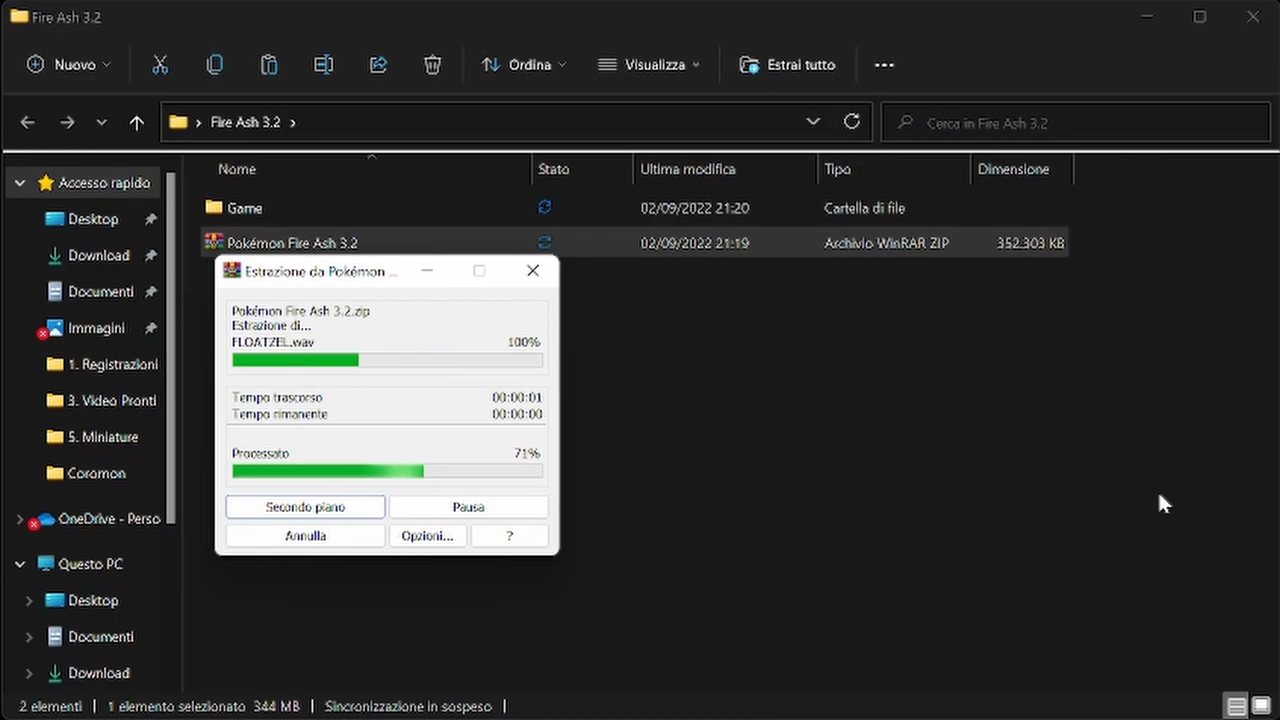 Fire Ash 3.2
Nuovo
Ordina
Visualizza
Estrai tutto
Fire Ash 3.2
Cerca in Fire Ash 3.2
Nome Stato Ultima modifica Tipo Dimensione
Game 02/09/2022 21:20 Cartella di file
Pokémon Fire Ash 3.2 02/09/2022 21:19 Archivio WinRAR ZIP 352.303 KB
Accesso rapido
Desktop
Download
Documenti
Immagini
1. Registrazioni
3. Video Pronti
5. Miniature
Coromon
OneDrive - Perso
Questo PC
Desktop
Documenti
Download
Estrazione da Pokémon ...
Pokémon Fire Ash 3.2.zip
Estrazione di...
FLOATZEL.wav 100%
Tempo trascorso 00:00:01
Tempo rimanente 00:00:00
Processato 71%
Secondo piano Pausa
Annulla Opzioni... ?
2 elementi 1 elemento selezionato 344 MB Sincronizzazione in sospeso